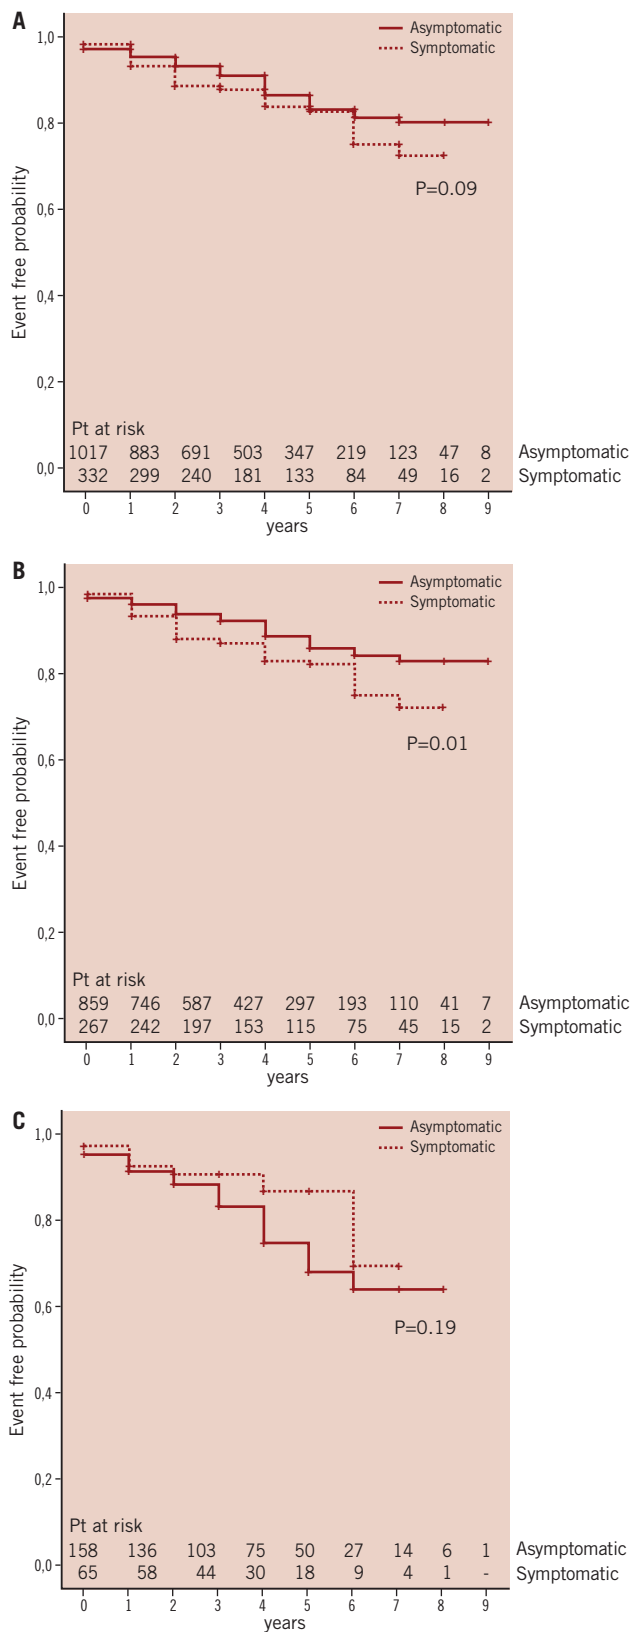 A
Asymptomatic
Symptomatic
Event free probability
1,0
0,8
0,6
0,4
0,2
0,0
P=0.09
Pt at risk
1017 883 691 503 347 219 123 47 8 Asymptomatic
332 299 240 181 133 84 49 16 2 Symptomatic
0 1 2 3 4 5 6 7 8 9
years
B
Asymptomatic
Symptomatic
Event free probability
1,0
0,8
0,6
0,4
0,2
0,0
P=0.01
Pt at risk
859 746 587 427 297 193 110 41 7 Asymptomatic
267 242 197 153 115 75 45 15 2 Symptomatic
0 1 2 3 4 5 6 7 8 9
years
C
Asymptomatic
Symptomatic
Event free probability
1,0
0,8
0,6
0,4
0,2
0,0
P=0.19
Pt at risk
158 136 103 75 50 27 14 6 1 Asymptomatic
65 58 44 30 18 9 4 1 - Symptomatic
0 1 2 3 4 5 6 7 8 9
years